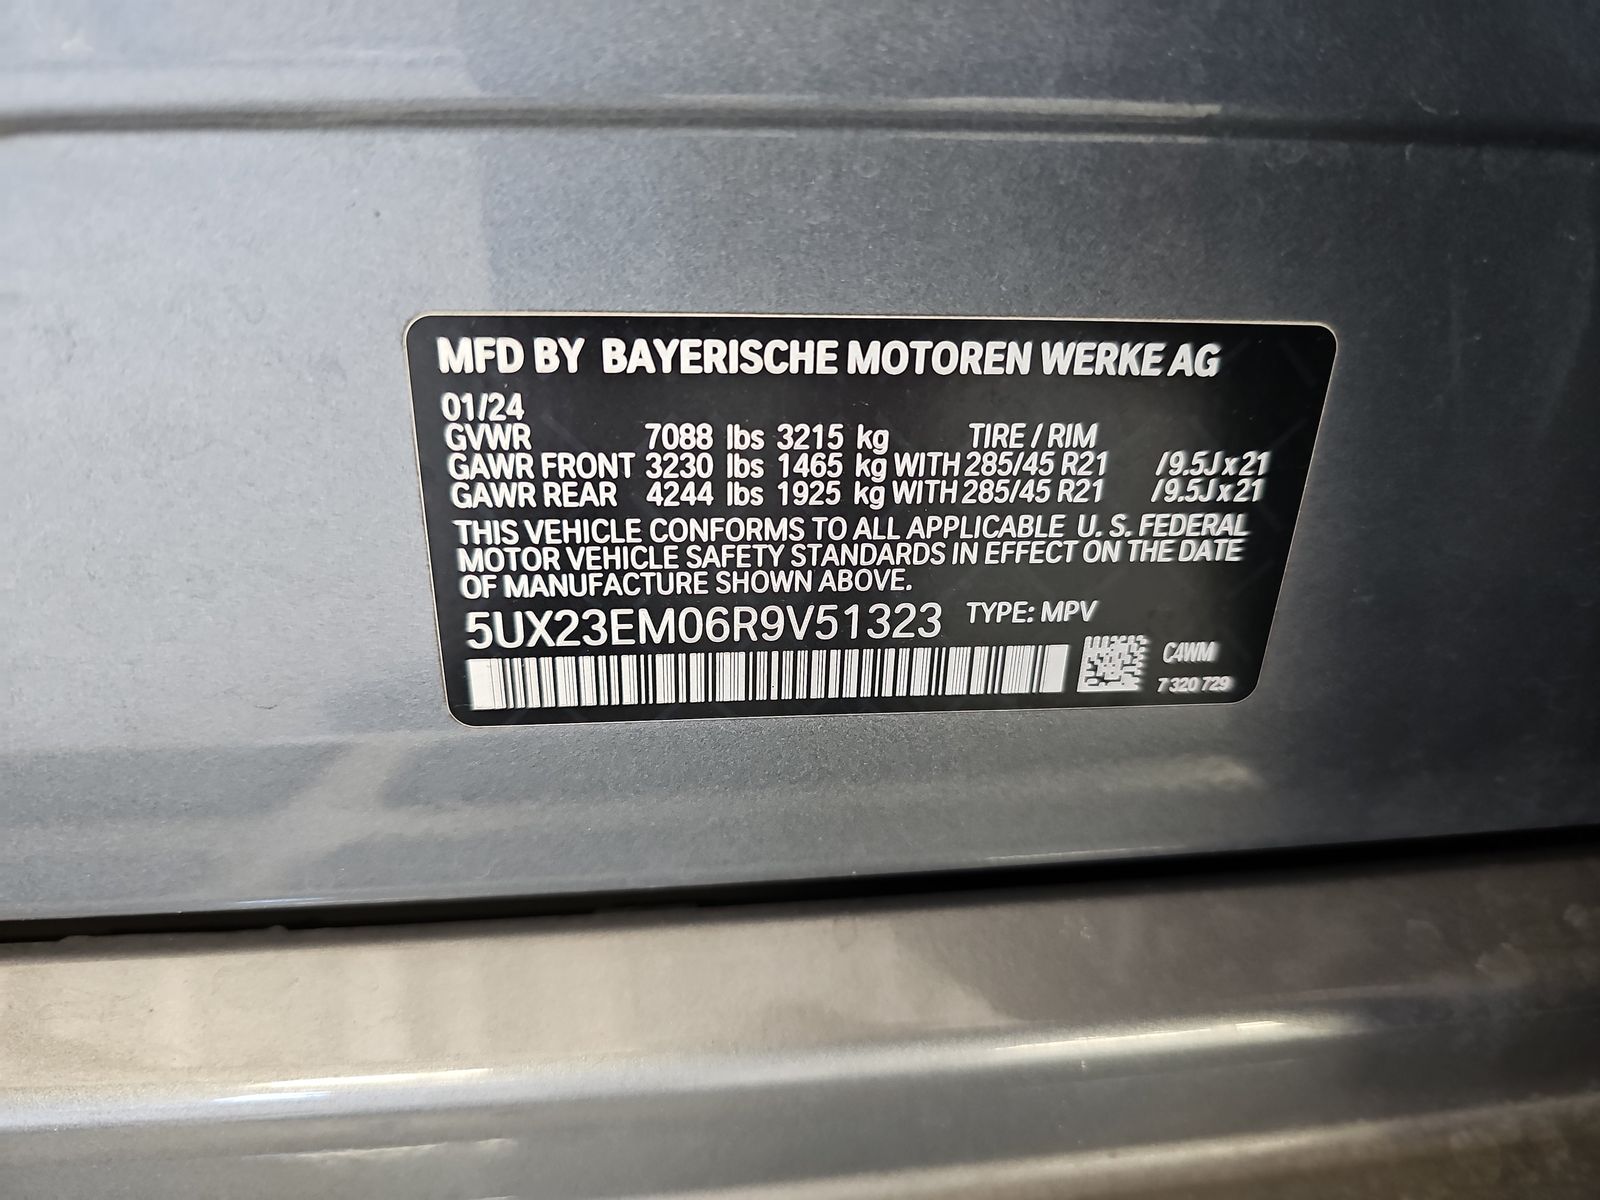 MFD BY BAYERISCHE MOTOREN WERKE AG
01/24
GVWR 7088 lbs 3215 kg TIRE / RIM
GAWR FRONT 3230 lbs 1465 kg WITH 285/45 R21 /9.5Jx21
GAWR REAR 4244 lbs 1925 kg WITH 285/45 R21 /9.5Jx21
THIS VEHICLE CONFORMS TO ALL APPLICABLE U. S. FEDERAL
MOTOR VEHICLE SAFETY STANDARDS IN EFFECT ON THE DATE
OF MANUFACTURE SHOWN ABOVE.
5UX23EM06R9V51323 TYPE: MPV
C4WM
7 320 729